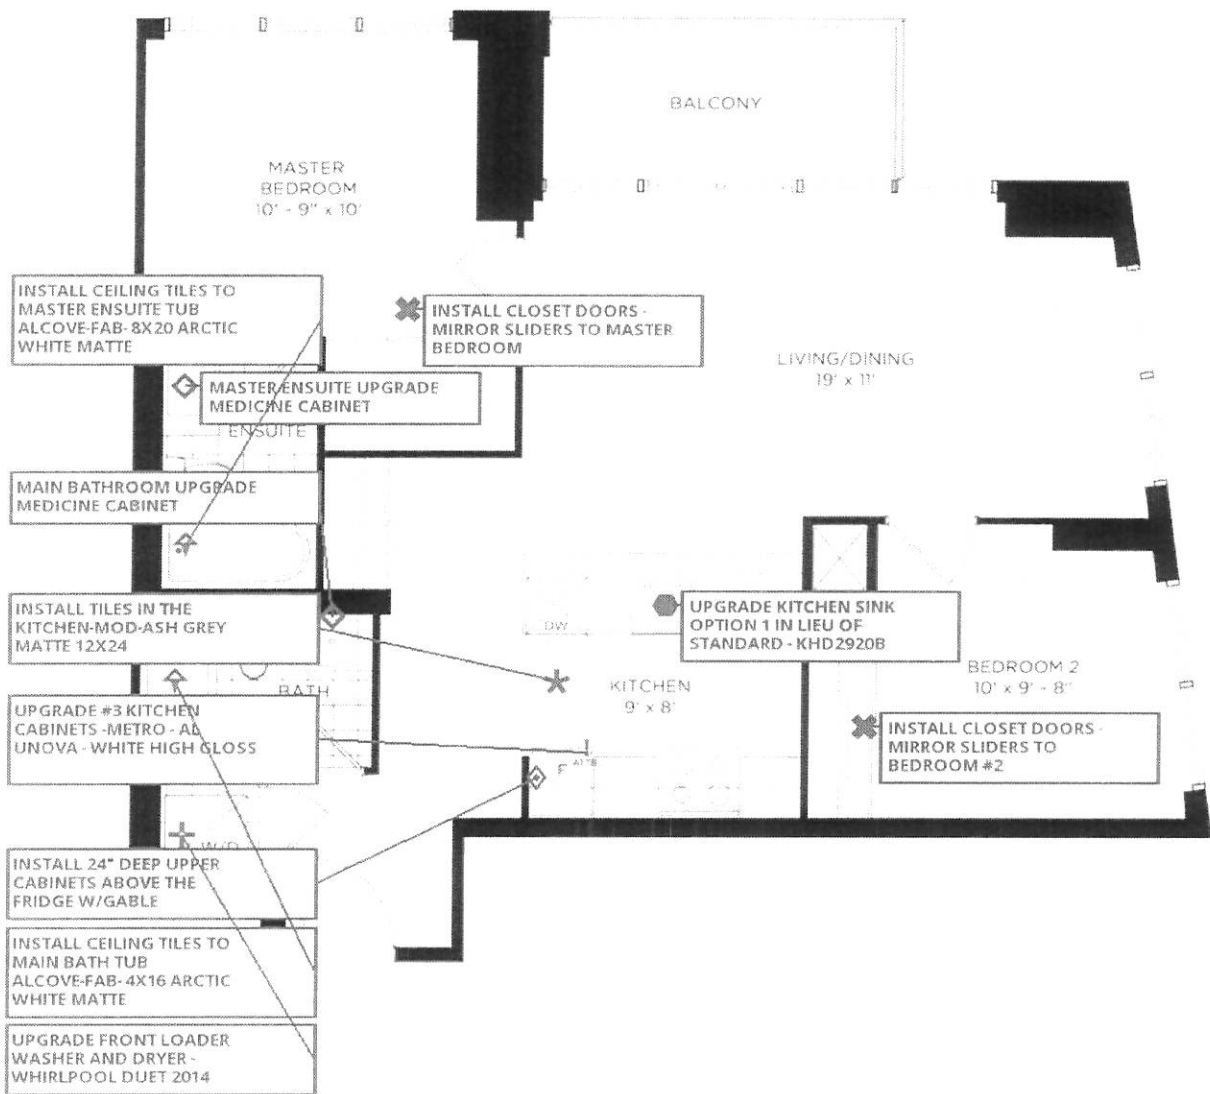 BALCONY
MASTER
BEDROOM
10' - 9" x 10'
INSTALL CEILING TILES TO
MASTER ENSUITE TUB
ALCOVE-FAB- 8X20 ARCTIC
WHITE MATTE
INSTALL CLOSET DOORS -
MIRROR SLIDERS TO MASTER
BEDROOM
LIVING/DINING
19' x 11'
MASTER ENSUITE UPGRADE
MEDICINE CABINET
ENSUITE
MAIN BATHROOM UPGRADE
MEDICINE CABINET
INSTALL TILES IN THE
KITCHEN-MOD-ASH GREY
MATTE 12X24
DW
UPGRADE KITCHEN SINK
OPTION 1 IN LIEU OF
STANDARD - KHD2920B
BEDROOM 2
10' x 9' - 8"
KITCHEN
9' x 8'
BATH
UPGRADE #3 KITCHEN
CABINETS -METRO - AL
UNOVA - WHITE HIGH GLOSS
INSTALL CLOSET DOORS -
MIRROR SLIDERS TO
BEDROOM #2
F
W/D
INSTALL 24" DEEP UPPER
CABINETS ABOVE THE
FRIDGE W/GABLE
INSTALL CEILING TILES TO
MAIN BATH TUB
ALCOVE-FAB- 4X16 ARCTIC
WHITE MATTE
UPGRADE FRONT LOADER
WASHER AND DRYER -
WHIRLPOOL DUET 2014